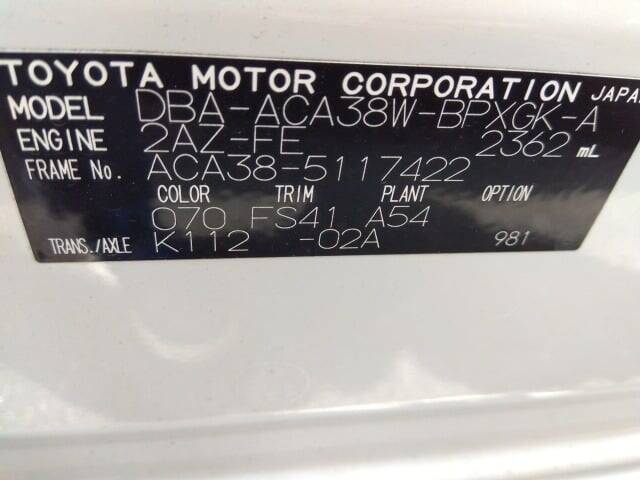 TOYOTA MOTOR CORPORATION JAPAN
MODEL DBA-ACA38W-BPXGK-A
ENGINE 2AZ-FE 2362 mL
FRAME No. ACA38-5117422
COLOR TRIM PLANT OPTION
070 FS41 A54
TRANS./AXLE K112 -02A 981